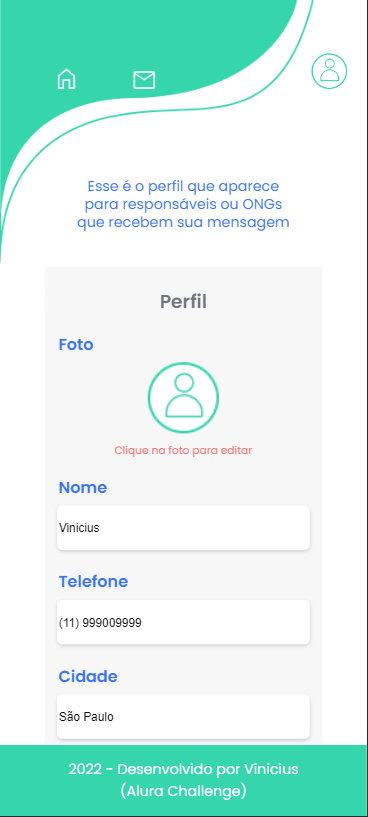 Esse é o perfil que aparece
para responsáveis ou ONGs
que recebem sua mensagem
Perfil
Foto
Clique na foto para editar
Nome
Vinicius
Telefone
(11) 999009999
Cidade
São Paulo
2022 - Desenvolvido por Vinicius
(Alura Challenge)